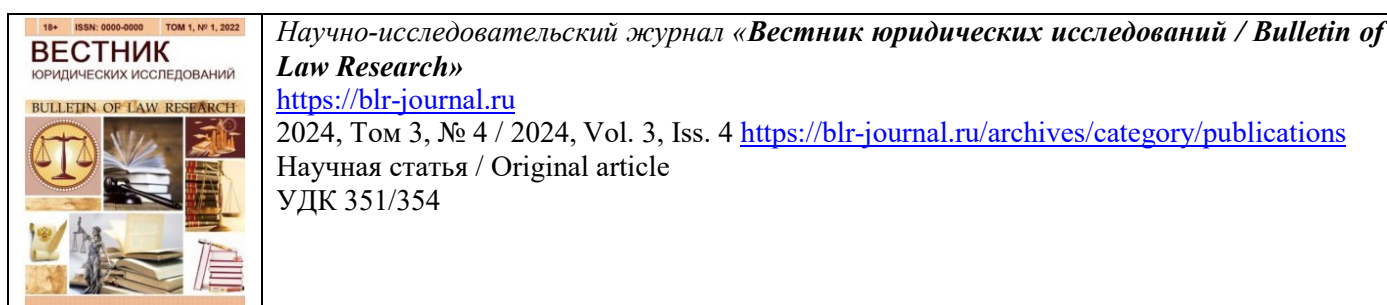 18+ ISSN: 0000-0000 ТОМ 1, № 1, 2022
ВЕСТНИК
ЮРИДИЧЕСКИХ ИССЛЕДОВАНИЙ
BULLETIN OF LAW RESEARCH
Научно-исследовательский журнал «Вестник юридических исследований / Bulletin of
Law Research»
https://blr-journal.ru
2024, Том 3, № 4 / 2024, Vol. 3, Iss. 4 https://blr-journal.ru/archives/category/publications
Научная статья / Original article
УДК 351/354